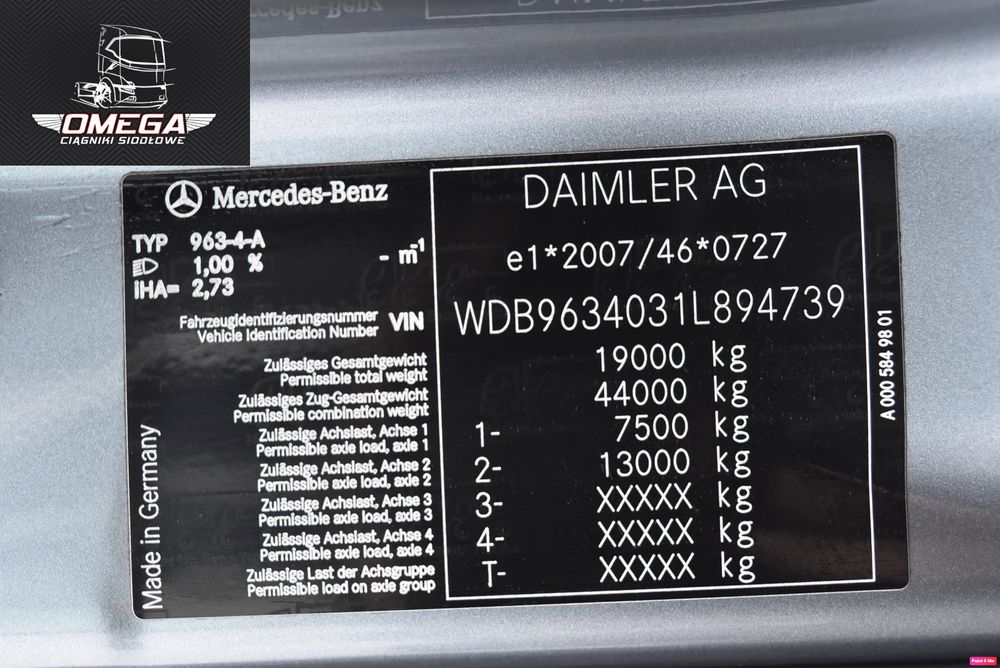 OMEGA
CIĄGNIKI SIODŁOWE
Mercedes-Benz
DAIMLER AG
TYP 963-4-A
1,00 % - m⁻¹
iHA= 2,73
e1*2007/46*0727
Fahrzeugidentifizierungsnummer
Vehicle Identification Number VIN WDB9634031L894739
Zulässiges Gesamtgewicht
Permissible total weight 19000 kg
Zulässiges Zug-Gesamtgewicht
Permissible combination weight 44000 kg
Zulässige Achslast, Achse 1
Permissible axle load, axle 1 1- 7500 kg
Zulässige Achslast, Achse 2
Permissible axle load, axle 2 2- 13000 kg
Zulässige Achslast, Achse 3
Permissible axle load, axle 3 3- XXXXX kg
Zulässige Achslast, Achse 4
Permissible axle load, axle 4 4- XXXXX kg
Zulässige Last der Achsgruppe
Permissible load on axle group T- XXXXX kg
Made in Germany
A 000 584 98 01